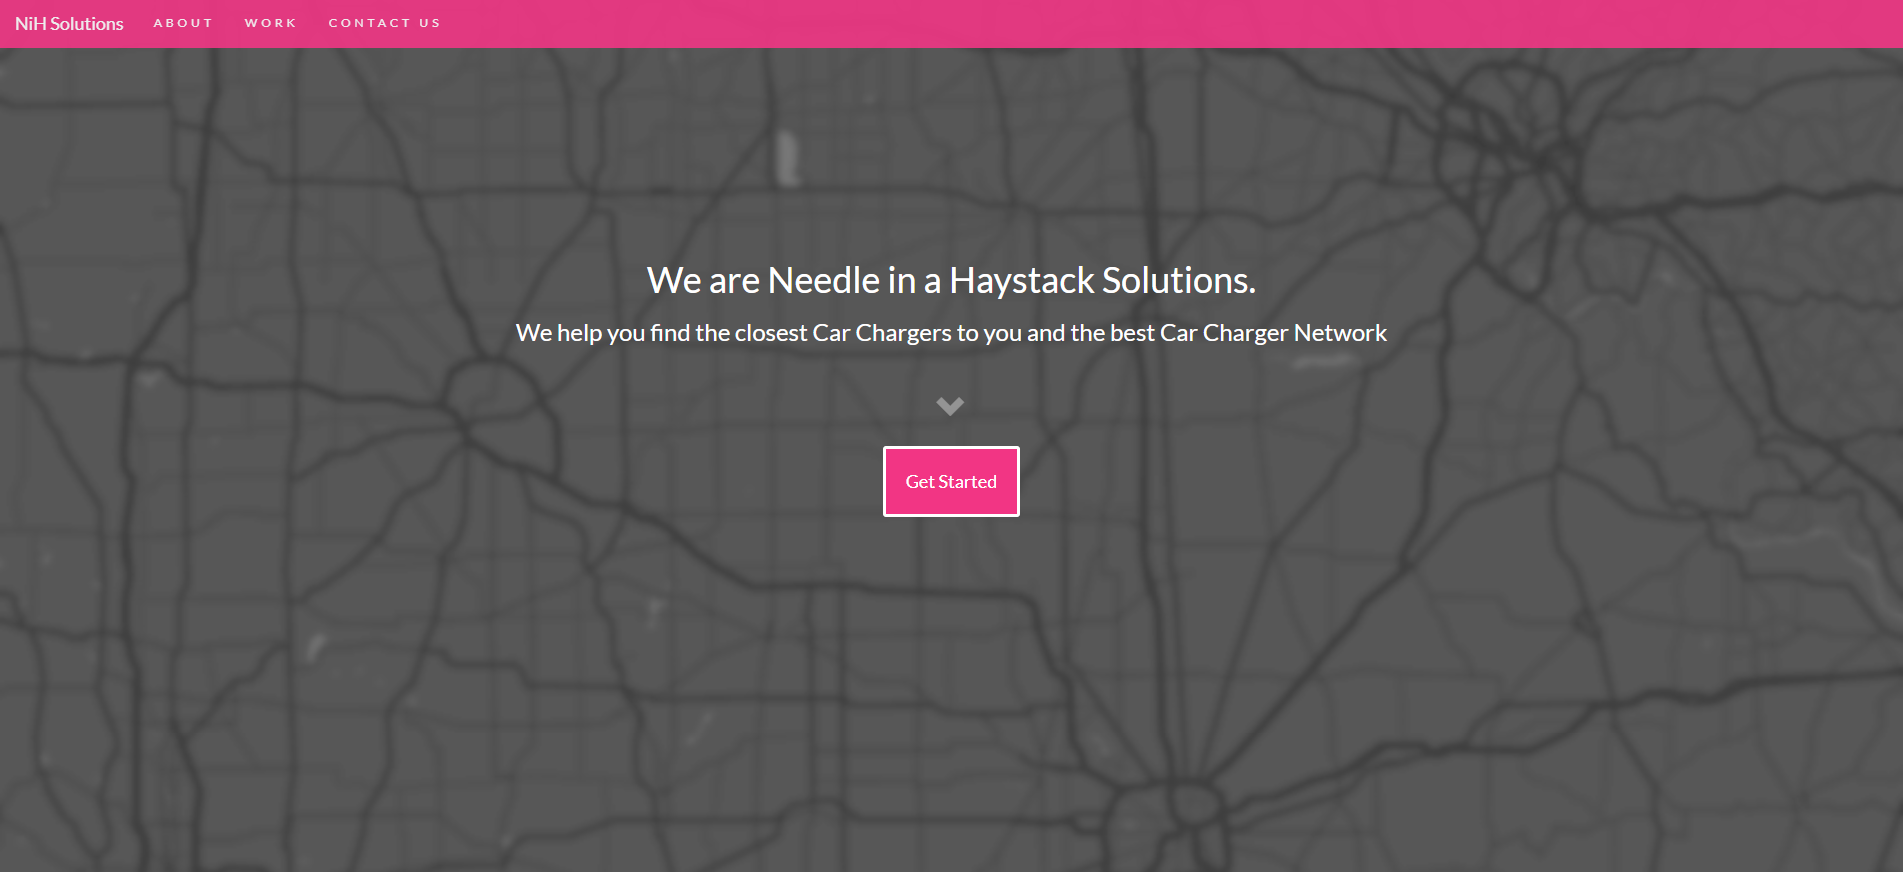 NiH Solutions ABOUT WORK CONTACT US
We are Needle in a Haystack Solutions.
We help you find the closest Car Chargers to you and the best Car Charger Network
Get Started